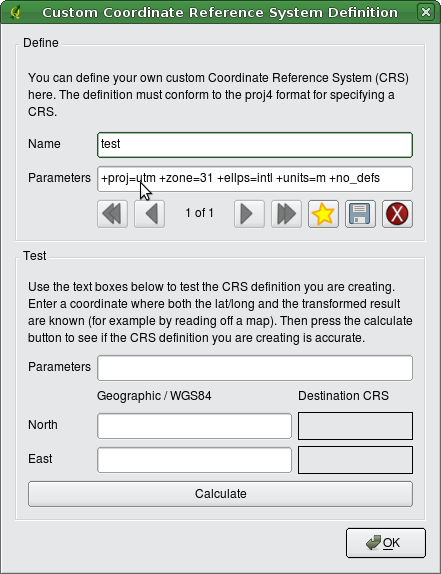 Custom Coordinate Reference System Definition
Define
You can define your own custom Coordinate Reference System (CRS)
here. The definition must conform to the proj4 format for specifying a
CRS.
Name test
Parameters +proj=utm +zone=31 +ellps=intl +units=m +no_defs
1 of 1
Test
Use the text boxes below to test the CRS definition you are creating.
Enter a coordinate where both the lat/long and the transformed result
are known (for example by reading off a map). Then press the calculate
button to see if the CRS definition you are creating is accurate.
Parameters
Geographic / WGS84 Destination CRS
North
East
Calculate
OK